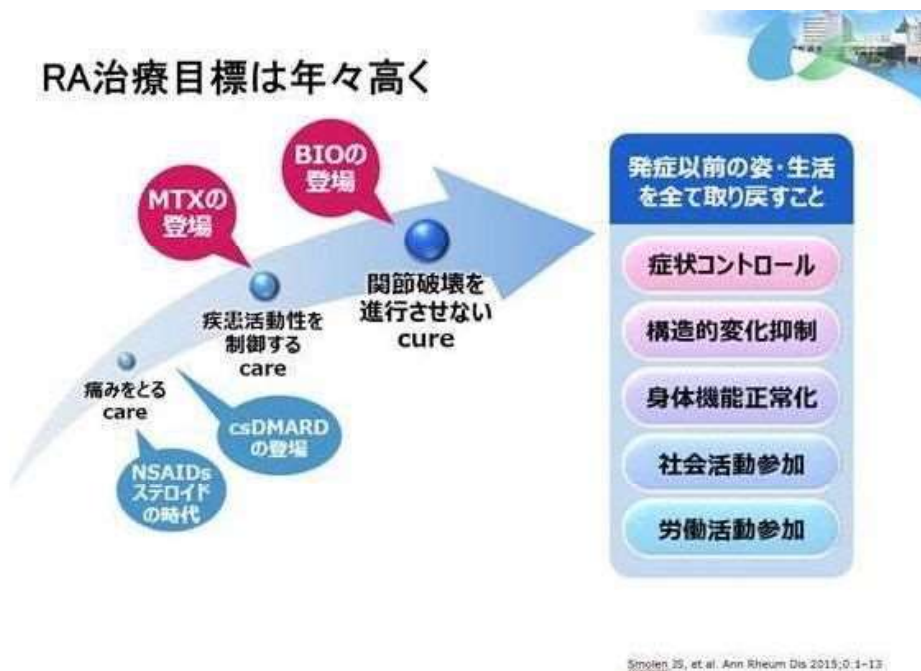 RA治療目標は年々高く
BIOの
登場
MTXの
登場
関節破壊を
進行させない
cure
疾患活動性を
制御する
care
痛みをとる
care
csDMARD
の登場
NSAIDs
ステロイド
の時代
発症以前の姿・生活
を全て取り戻すこと
症状コントロール
構造的変化抑制
身体機能正常化
社会活動参加
労働活動参加
Smolen JS, et al. Ann Rheum Dis 2015;0:1–13